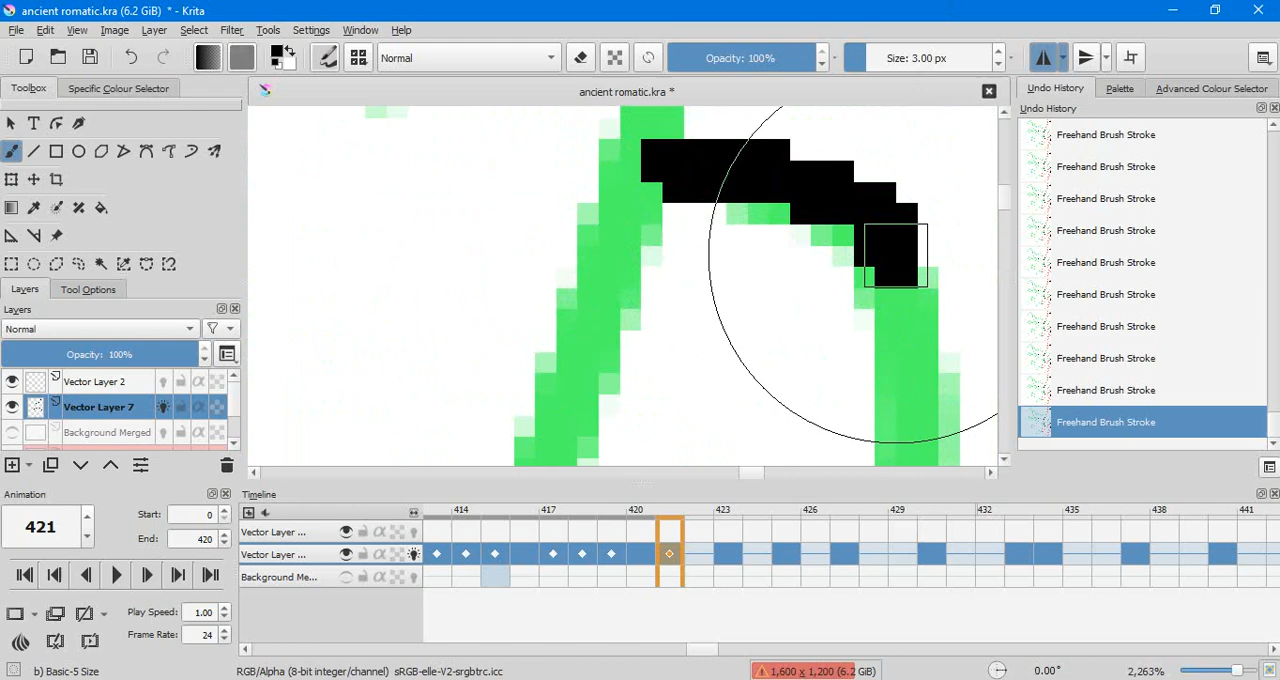 ancient romatic.kra (6.2 GiB) * - Krita
File Edit View Image Layer Select Filter Tools Settings Window Help
Normal Opacity: 100% Size: 3.00 px
Toolbox Specific Colour Selector
ancient romatic.kra *
Undo History Palette Advanced Colour Selector
Undo History
Freehand Brush Stroke
Freehand Brush Stroke
Freehand Brush Stroke
Freehand Brush Stroke
Freehand Brush Stroke
Freehand Brush Stroke
Freehand Brush Stroke
Freehand Brush Stroke
Freehand Brush Stroke
Freehand Brush Stroke
Layers Tool Options
Layers
Normal
Opacity: 100%
Vector Layer 2
Vector Layer 7
Background Merged
Animation
421
Start: 0
End: 420
Play Speed: 1.00
Frame Rate: 24
Timeline
414 417 420 423 426 429 432 435 438 441
Vector Layer ...
Vector Layer ...
Background Me...
b) Basic-5 Size RGB/Alpha (8-bit integer/channel) sRGB-elle-V2-srgbtrc.icc 1,600 x 1,200 (6.2 GiB) 0.00° 2,263%